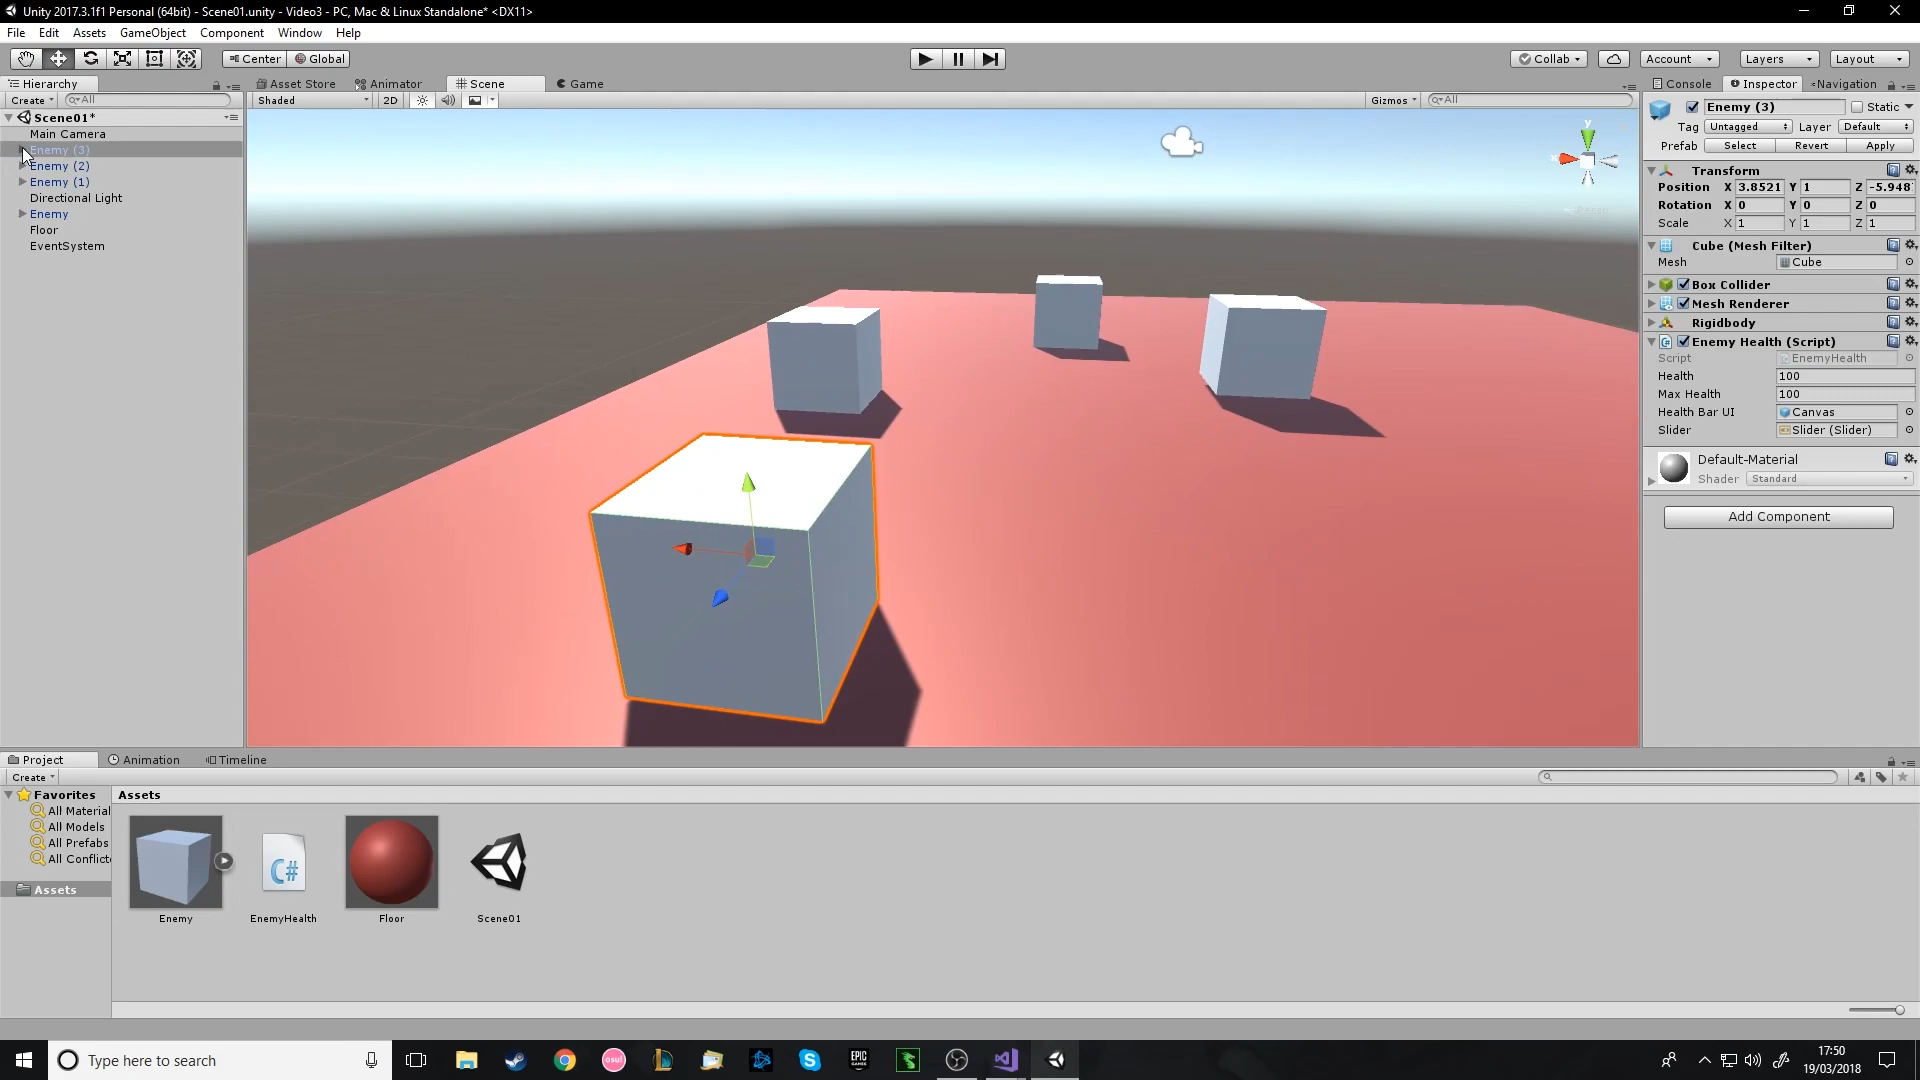 Unity 2017.3.1f1 Personal (64bit) - Scene01.unity - Video3 - PC, Mac & Linux Standalone* <DX11>
File Edit Assets GameObject Component Window Help
Center Global Collab Account Layers Layout
Hierarchy Asset Store Animator Scene Game Console Inspector Navigation
Create All Shaded 2D Gizmos All
Scene01*
Main Camera
Enemy (3)
Enemy (2)
Enemy (1)
Directional Light
Enemy
Floor
EventSystem
y
Enemy (3) Static
Tag Untagged Layer Default
Prefab Select Revert Apply
Transform
Position X 3.8521 Y 1 Z -5.948
Rotation X 0 Y 0 Z 0
Scale X 1 Y 1 Z 1
Cube (Mesh Filter)
Mesh Cube
Box Collider
Mesh Renderer
Rigidbody
Enemy Health (Script)
Script EnemyHealth
Health 100
Max Health 100
Health Bar UI Canvas
Slider Slider (Slider)
Default-Material
Shader Standard
Add Component
Project Animation Timeline
Create
Favorites
All Material
All Models
All Prefabs
All Conflict
Assets
Assets
C#
Enemy EnemyHealth Floor Scene01
Type here to search
osu!
EPIC GAMES
17:50
19/03/2018